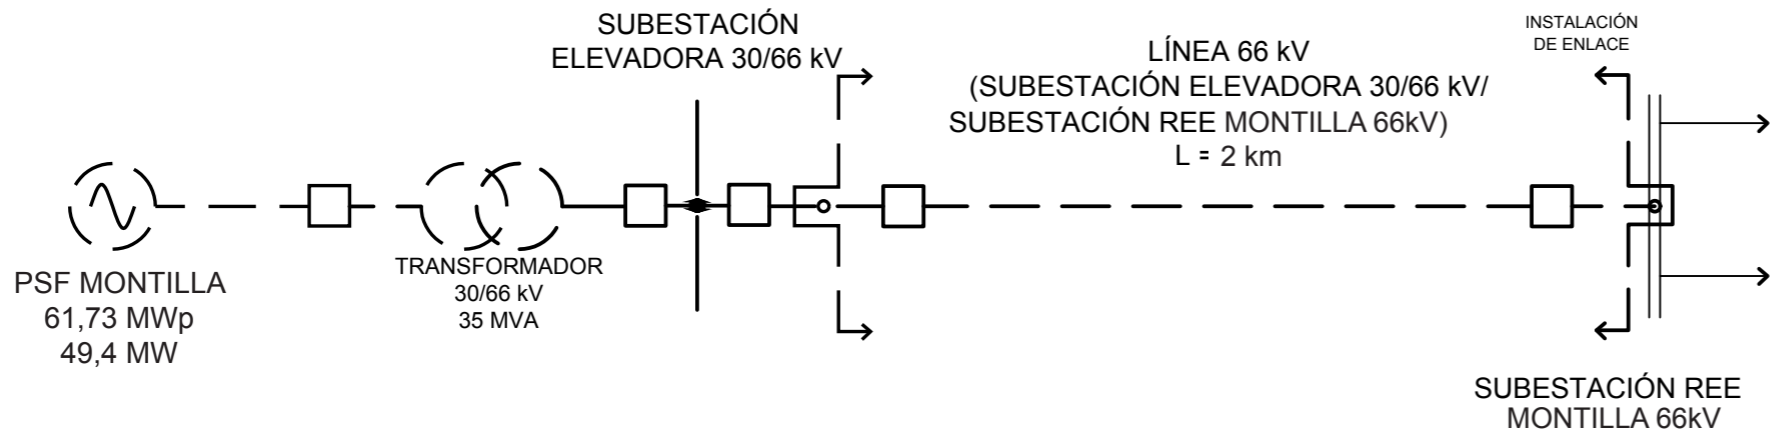 SUBESTACIÓN
ELEVADORA 30/66 kV
LÍNEA 66 kV
(SUBESTACIÓN ELEVADORA 30/66 kV/
SUBESTACIÓN REE MONTILLA 66kV)
L = 2 km
INSTALACIÓN
DE ENLACE
PSF MONTILLA
61,73 MWp
49,4 MW
TRANSFORMADOR
30/66 kV
35 MVA
SUBESTACIÓN REE
MONTILLA 66kV